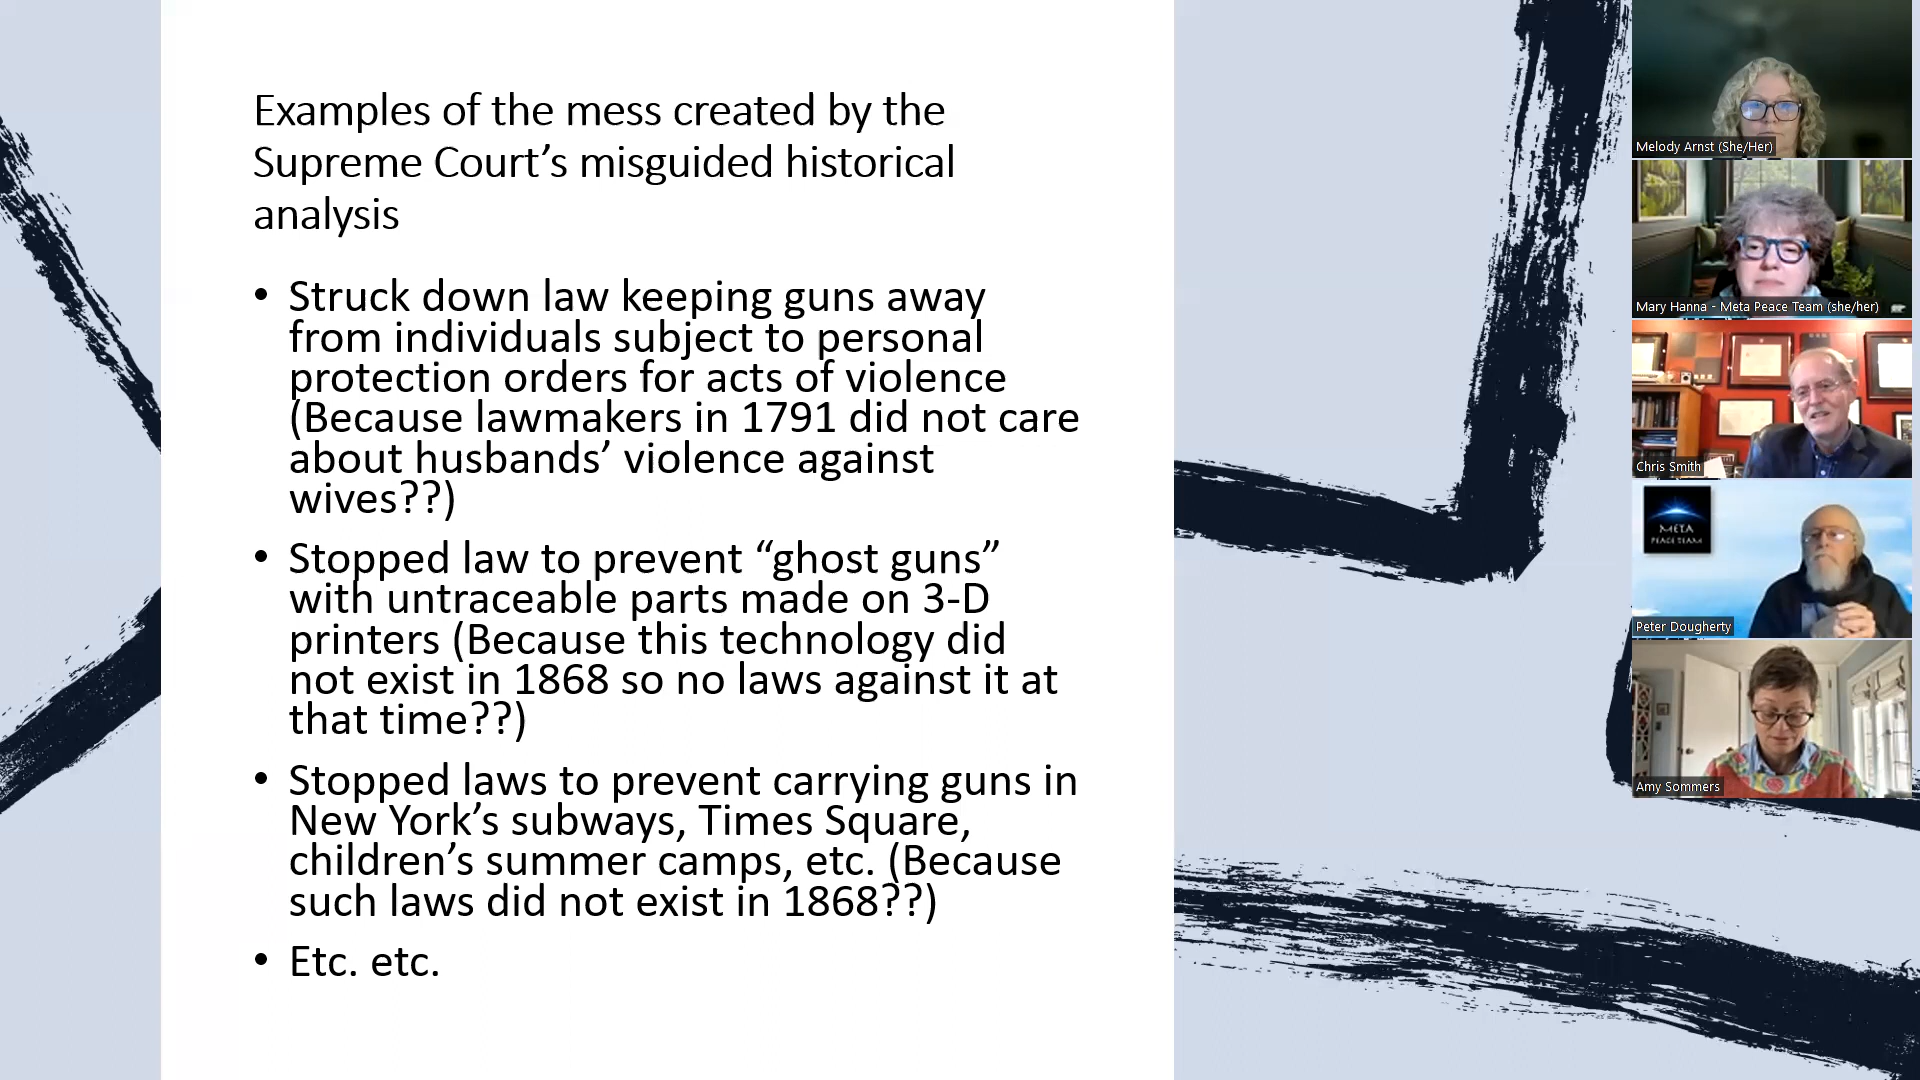 Examples of the mess created by the
Supreme Court’s misguided historical
analysis
• Struck down law keeping guns away
from individuals subject to personal
protection orders for acts of violence
(Because lawmakers in 1791 did not care
about husbands’ violence against
wives??)
• Stopped law to prevent “ghost guns”
with untraceable parts made on 3-D
printers (Because this technology did
not exist in 1868 so no laws against it at
that time??)
• Stopped laws to prevent carrying guns in
New York’s subways, Times Square,
children’s summer camps, etc. (Because
such laws did not exist in 1868??)
• Etc. etc.
Melody Arnst (She/Her)
Mary Hanna - Meta Peace Team (she/her)
Chris Smith
META
PEACE TEAM
Peter Dougherty
Amy Sommers